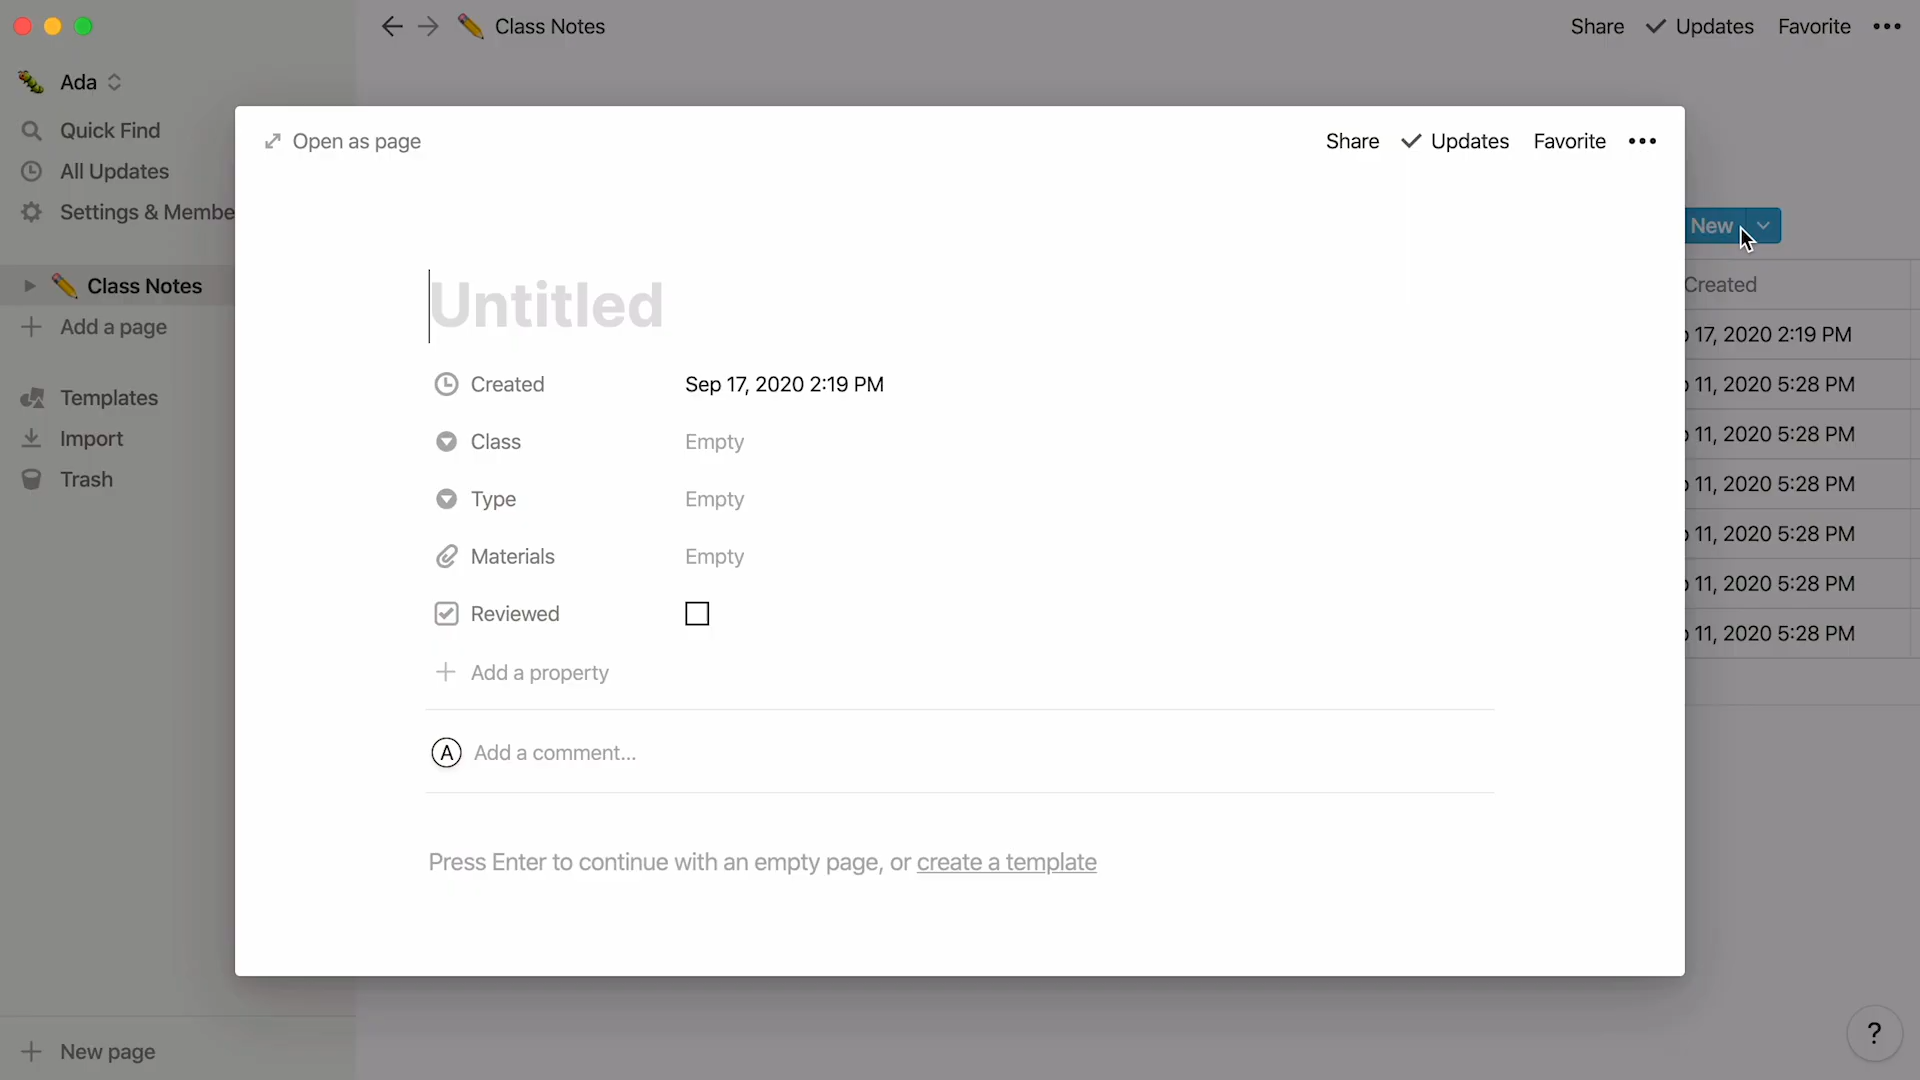 Class Notes
Share
Updates
Favorite
Ada
Quick Find
All Updates
Settings & Membe
Class Notes
Add a page
Templates
Import
Trash
New page
Open as page
Share
Updates
Favorite
Untitled
Created Sep 17, 2020 2:19 PM
Class Empty
Type Empty
Materials Empty
Reviewed
Add a property
A Add a comment...
Press Enter to continue with an empty page, or create a template
New
Created
17, 2020 2:19 PM
11, 2020 5:28 PM
11, 2020 5:28 PM
11, 2020 5:28 PM
11, 2020 5:28 PM
11, 2020 5:28 PM
11, 2020 5:28 PM
?